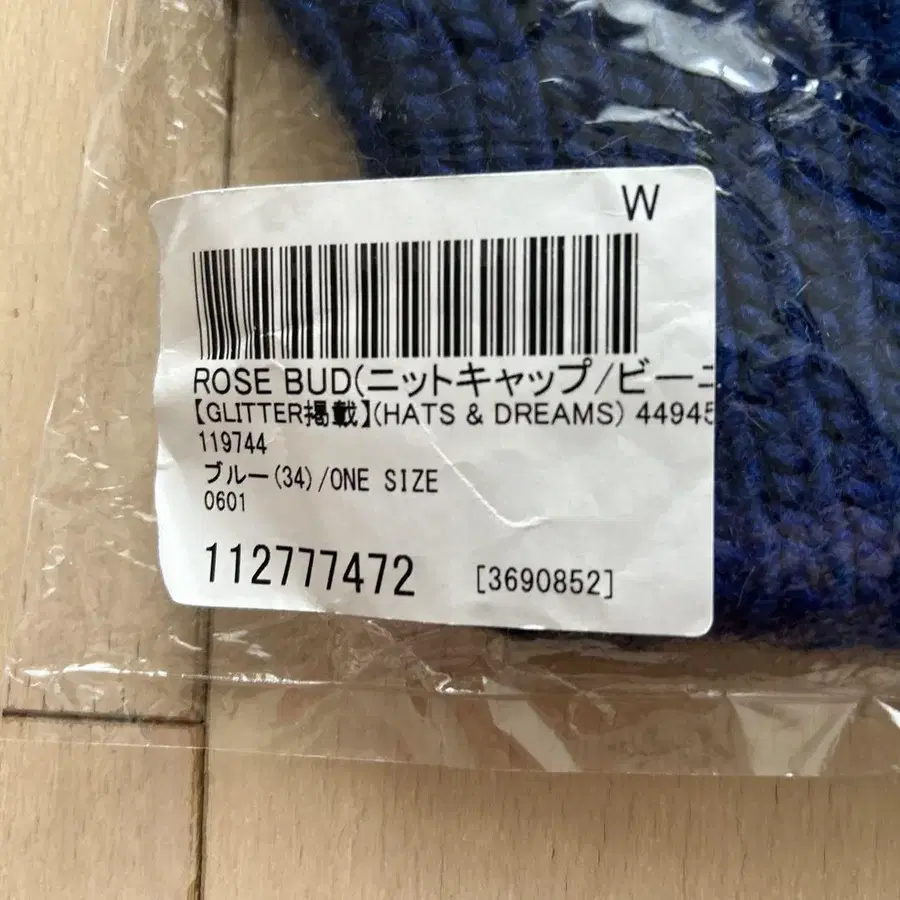 W
ROSE BUD(ニットキャップ/ビーニ
【GLITTER掲載】(HATS & DREAMS) 44945
119744
ブルー(34)/ONE SIZE
0601
112777472 [3690852]